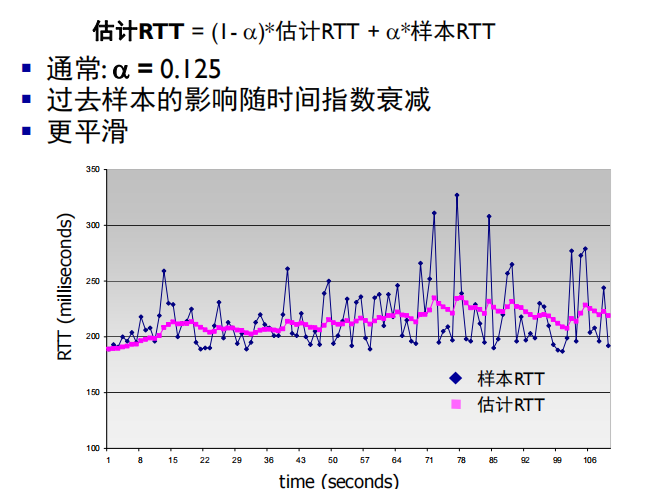 估计RTT = (1- α)*估计RTT + α*样本RTT
▪ 通常: α = 0.125
▪ 过去样本的影响随时间指数衰减
▪ 更平滑
350
300
250
200
150
100
RTT (milliseconds)
样本RTT
估计RTT
1 8 15 22 29 36 43 50 57 64 71 78 85 92 99 106
time (seconds)